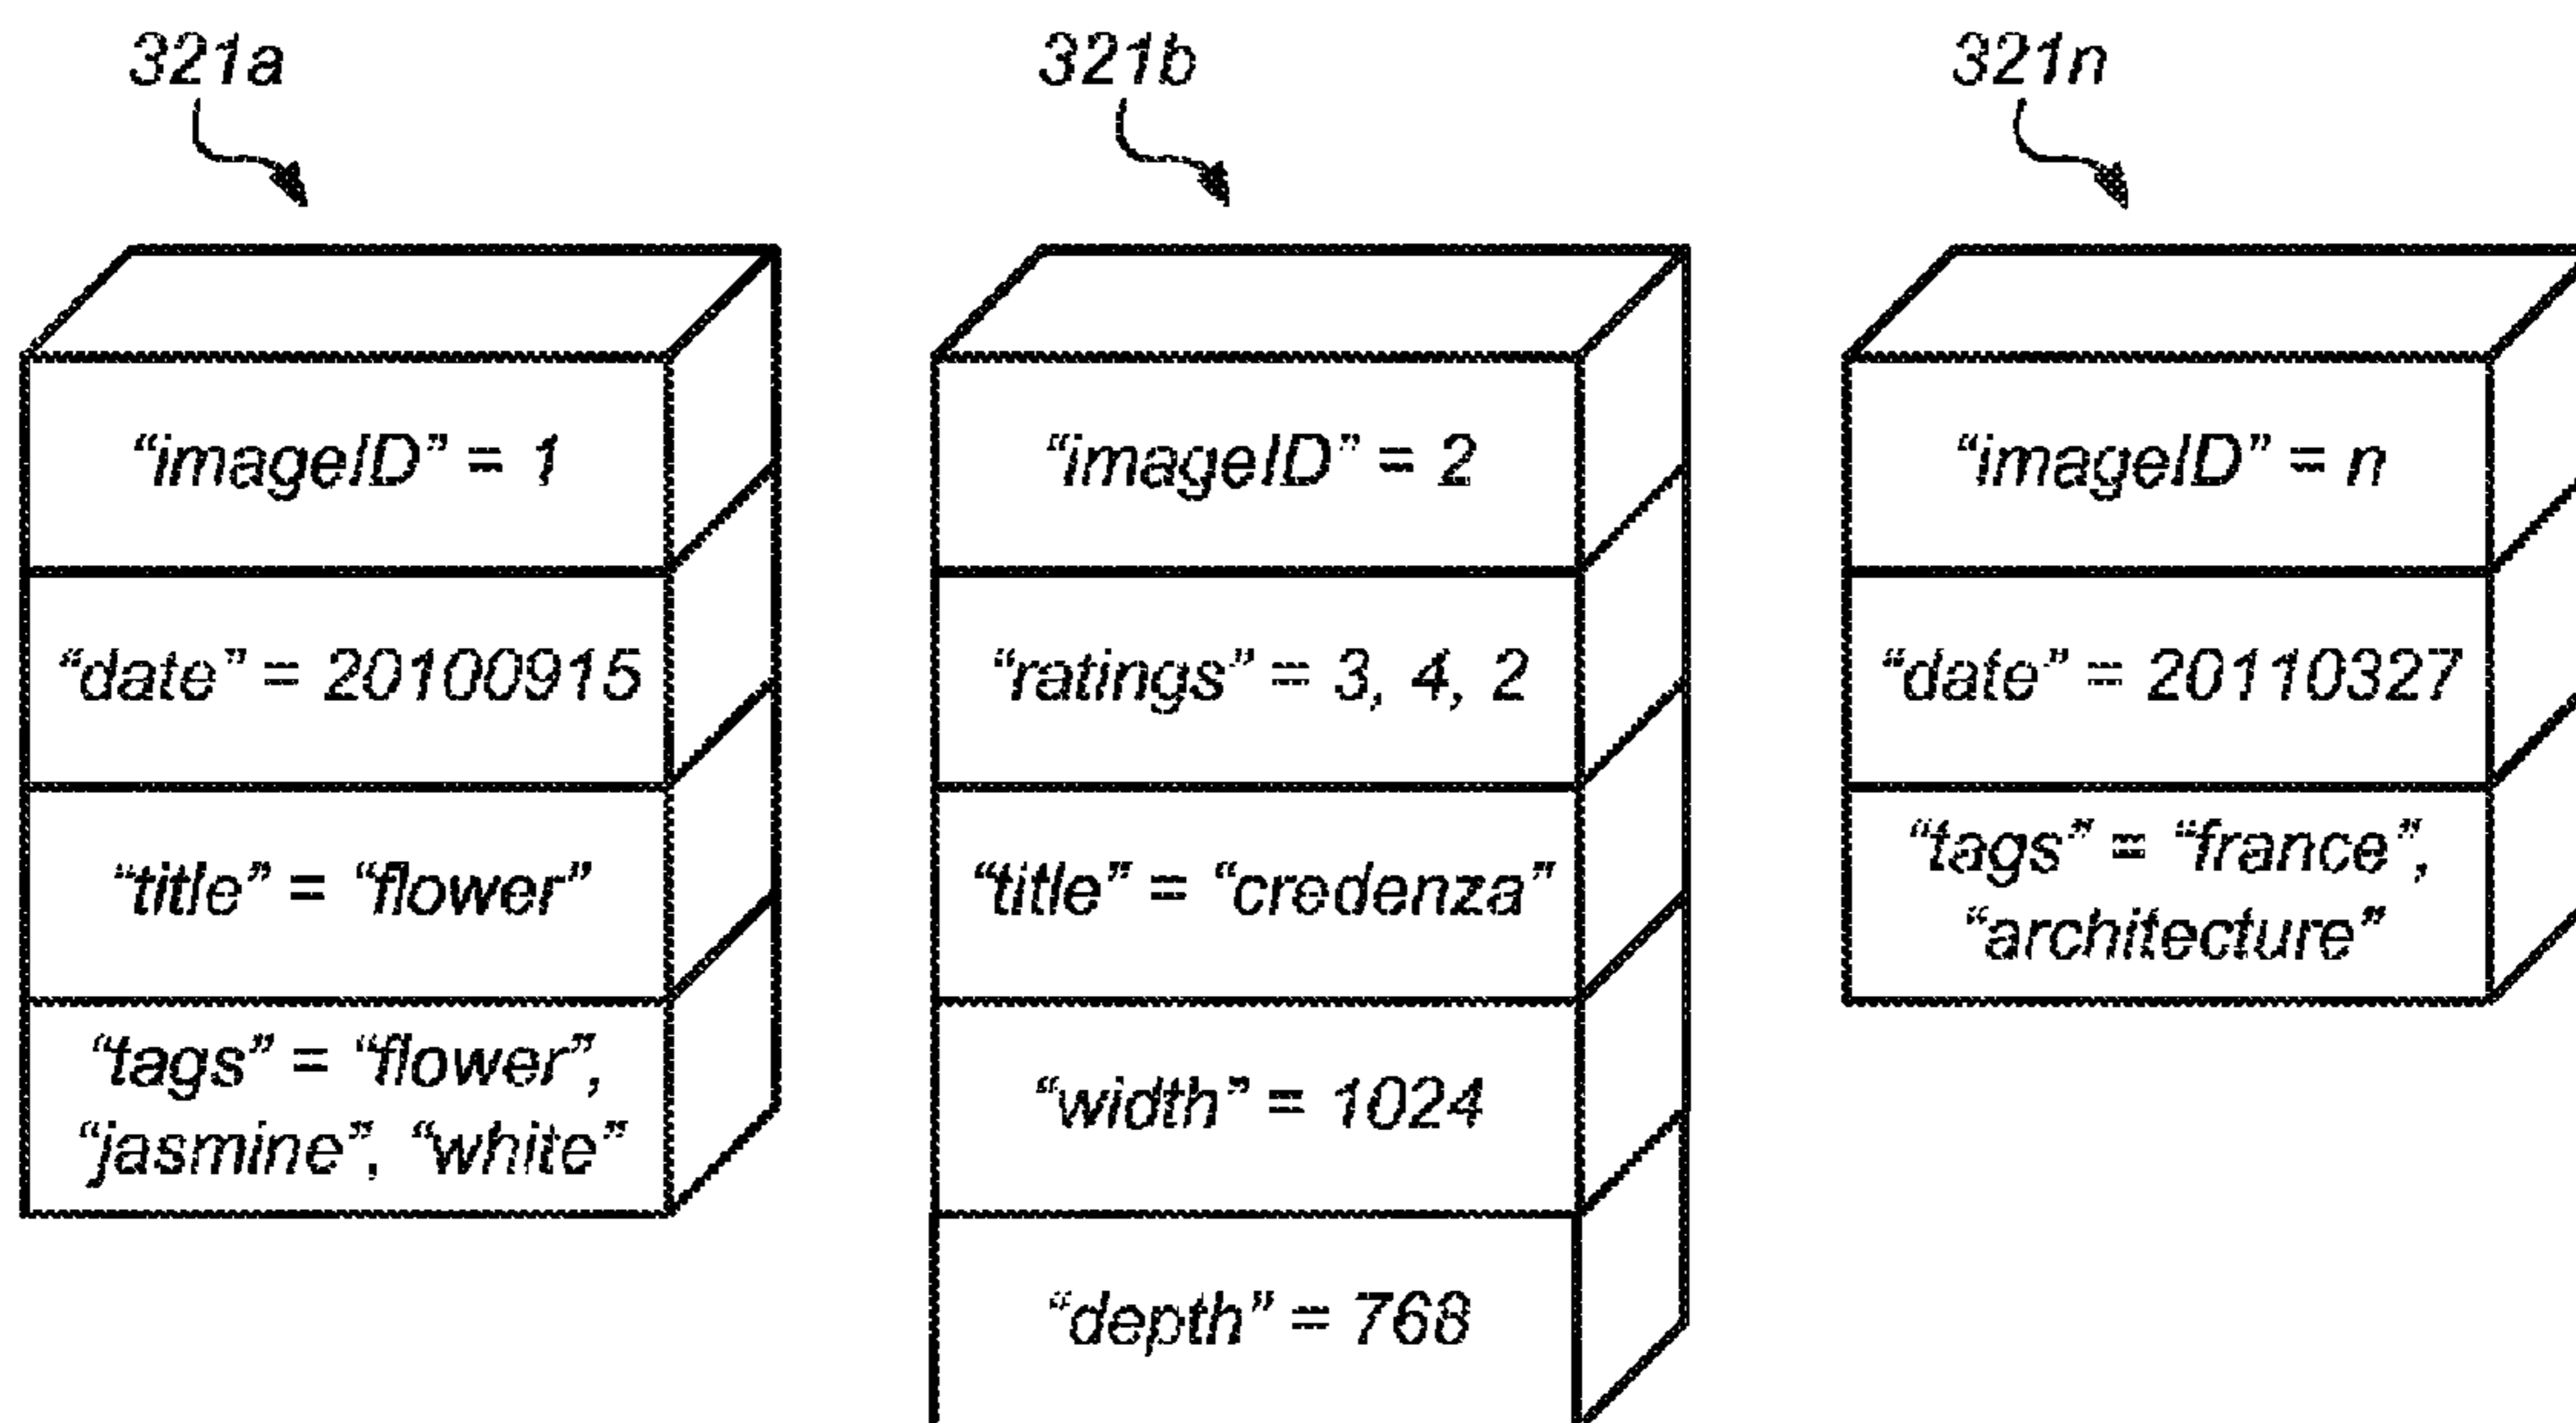 321a
“imageID” = 1
“date” = 20100915
“title” = “flower”
“tags” = “flower”,
“jasmine”, “white”
321b
“imageID” = 2
“ratings” = 3, 4, 2
“title” = “credenza”
“width” = 1024
“depth” = 768
321n
“imageID” = n
“date” = 20110327
“tags” = “france”,
“architecture”